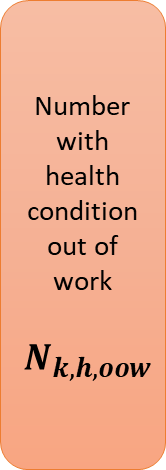 Number
with
health
condition
out of
work
N_{k,h,oow}